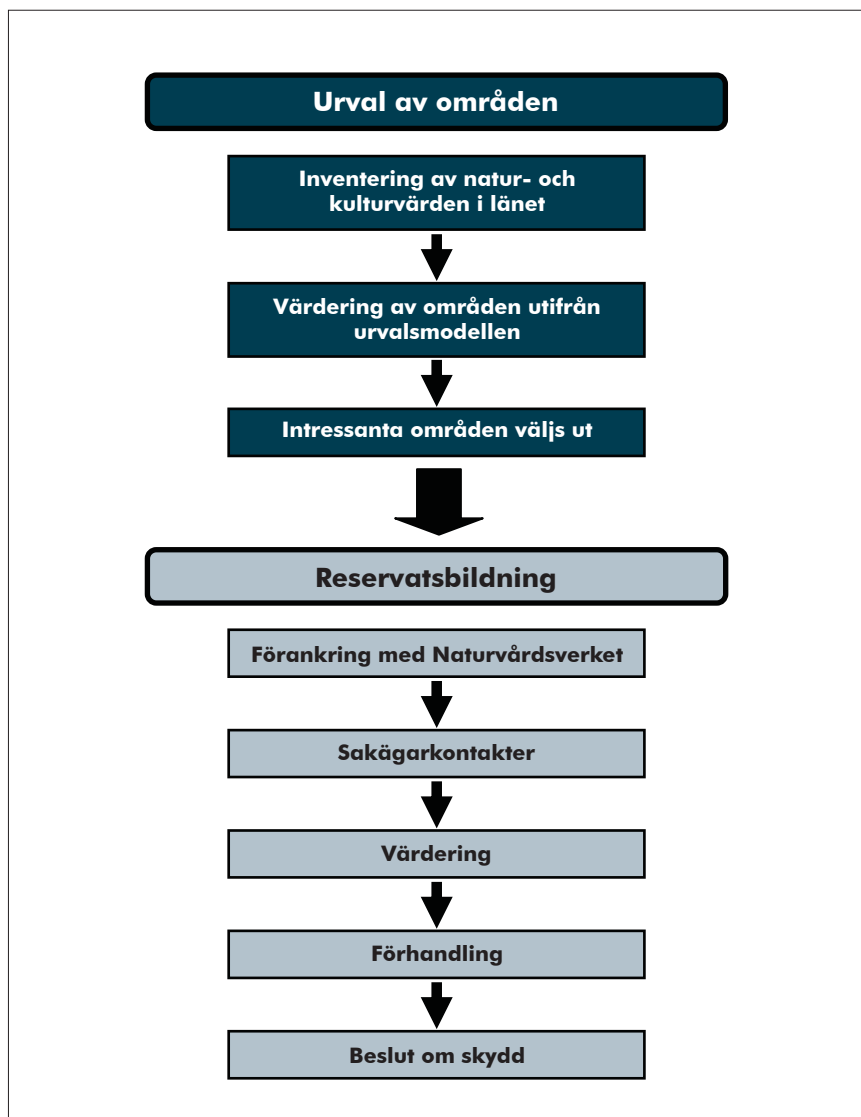 Urval av områden
Inventering av natur- och
kulturvärden i länet
Värdering av områden utifrån
urvalsmodellen
Intressanta områden väljs ut
Reservatsbildning
Förankring med Naturvårdsverket
Sakägarkontakter
Värdering
Förhandling
Beslut om skydd